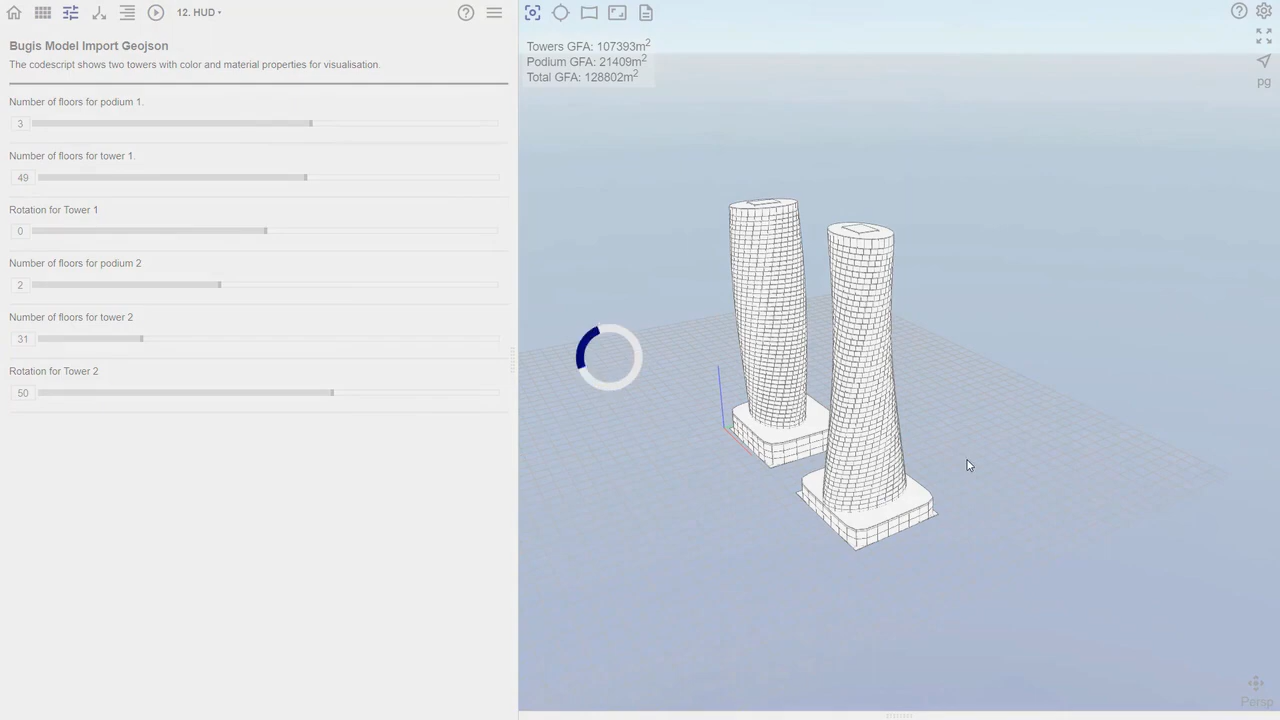 12. HUD
Bugis Model Import Geojson
The codescript shows two towers with color and material properties for visualisation.
Number of floors for podium 1.
3
Number of floors for tower 1.
49
Rotation for Tower 1
0
Number of floors for podium 2
2
Number of floors for tower 2
31
Rotation for Tower 2
50
Towers GFA: 107393m²
Podium GFA: 21409m²
Total GFA: 128802m²
pg
Persp